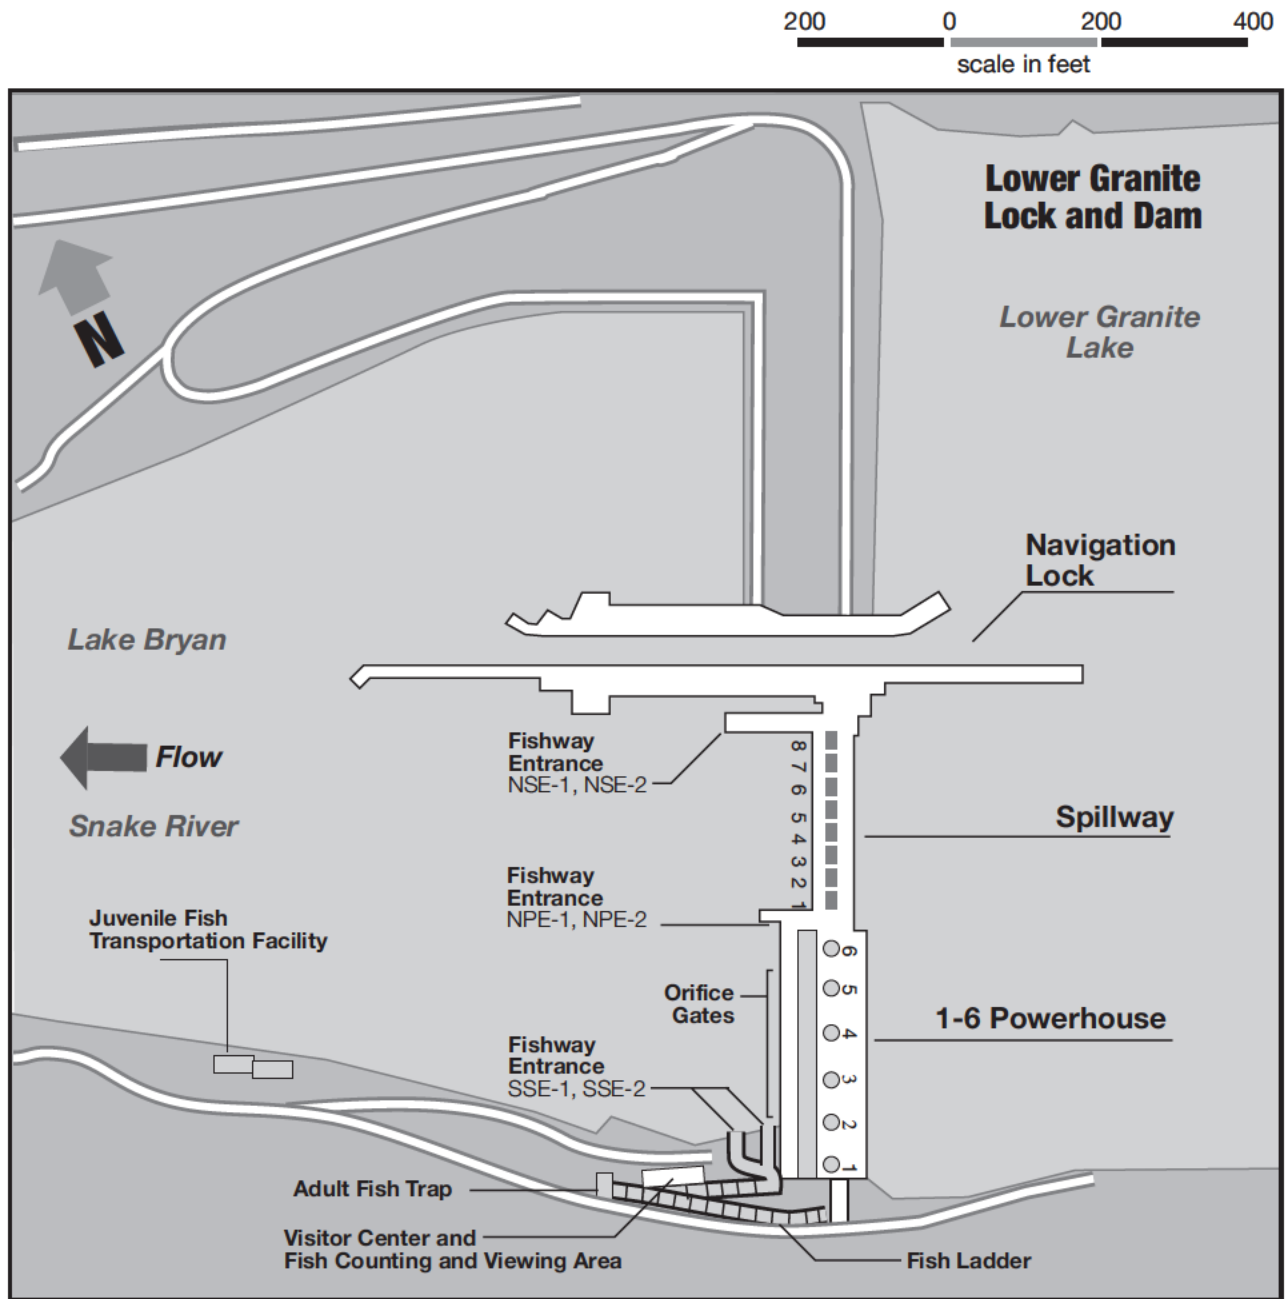 200 0 200 400
scale in feet
Lower Granite
Lock and Dam
N
Lower Granite
Lake
Navigation
Lock
Lake Bryan
Flow
Snake River
Fishway
Entrance
NSE-1, NSE-2
8
7
6
5
4
3
2
1
Spillway
Fishway
Entrance
NPE-1, NPE-2
Juvenile Fish
Transportation Facility
6
5
4
3
2
1
Orifice
Gates
1-6 Powerhouse
Fishway
Entrance
SSE-1, SSE-2
Adult Fish Trap
Visitor Center and
Fish Counting and Viewing Area
Fish Ladder